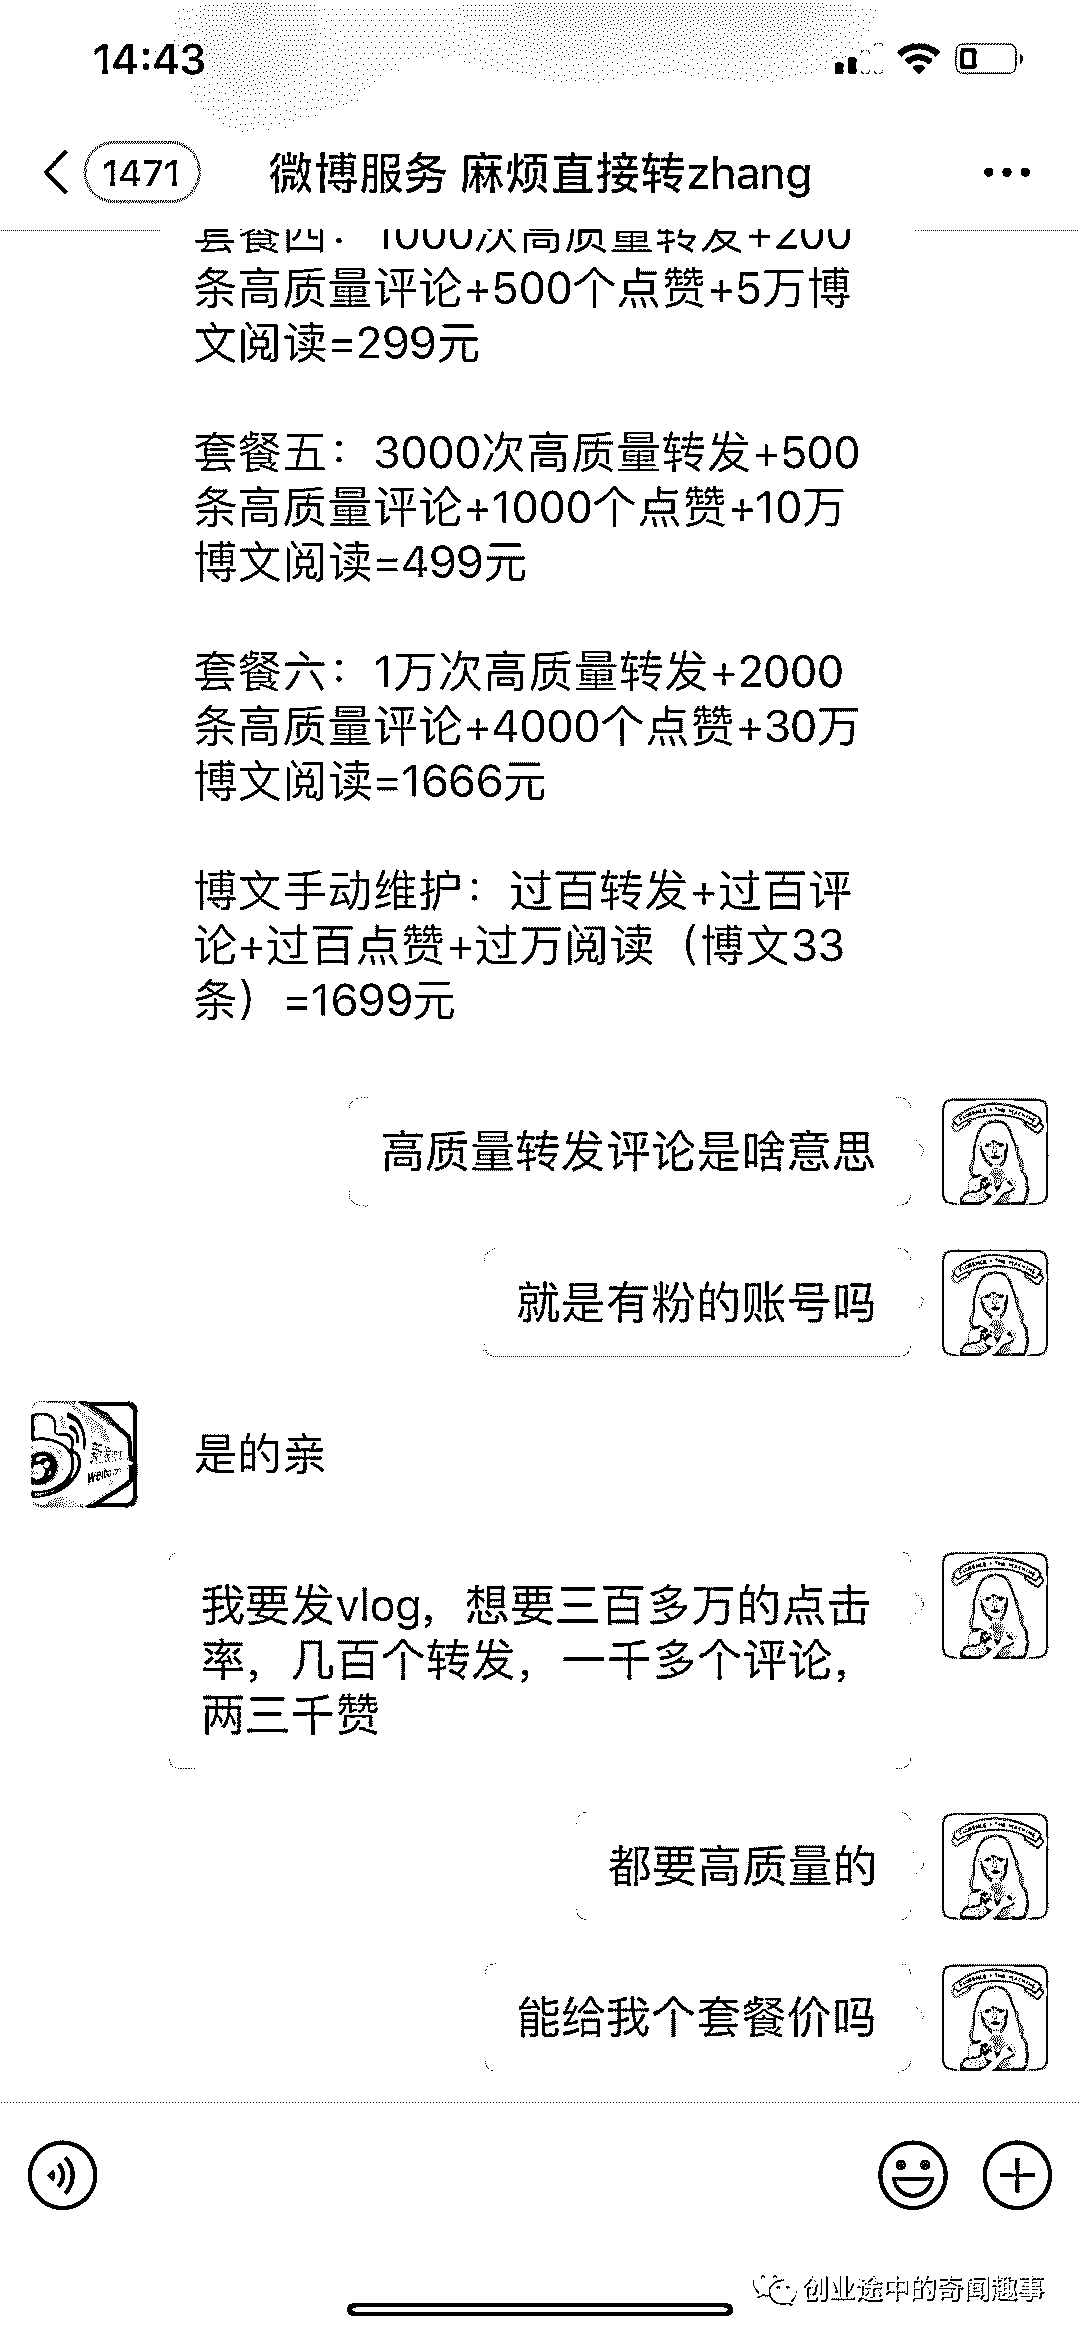 14:43
1471
微博服务 麻烦直接转zhang
套餐四：1000次高质量转发+200
条高质量评论+500个点赞+5万博
文阅读=299元
套餐五：3000次高质量转发+500
条高质量评论+1000个点赞+10万
博文阅读=499元
套餐六：1万次高质量转发+2000
条高质量评论+4000个点赞+30万
博文阅读=1666元
博文手动维护：过百转发+过百评
论+过百点赞+过万阅读（博文33
条）=1699元
高质量转发评论是啥意思
就是有粉的账号吗
是的亲
我要发vlog，想要三百多万的点击
率，几百个转发，一千多个评论，
两三千赞
都要高质量的
能给我个套餐价吗
创业途中的奇闻趣事